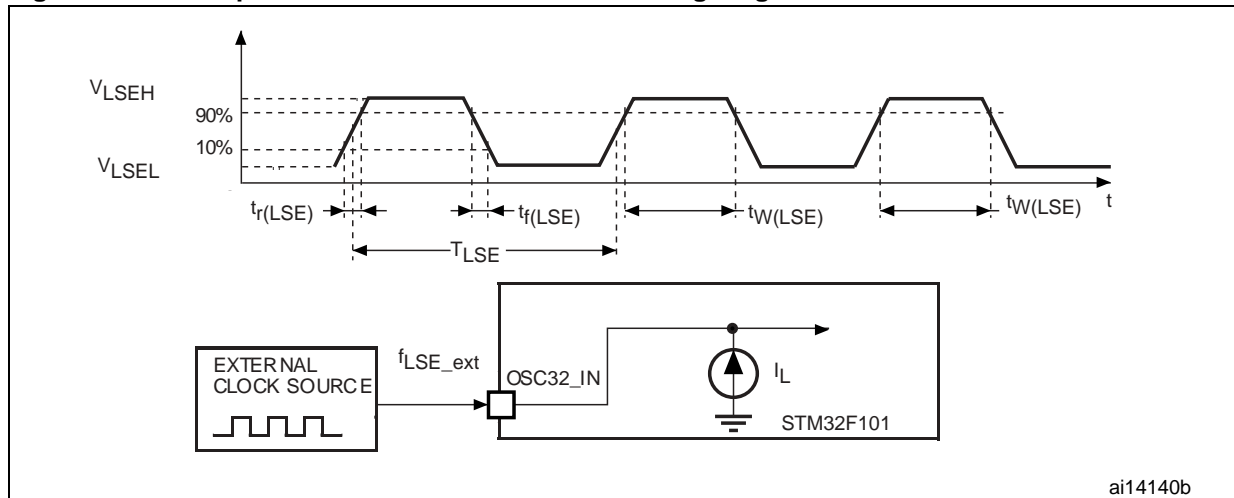 VLSEH
90%
10%
VLSEL
tr(LSE)
tf(LSE)
tW(LSE)
tW(LSE)
t
TLSE
EXTERNAL
CLOCK SOURCE
fLSE_ext
OSC32_IN
IL
STM32F101
ai14140b